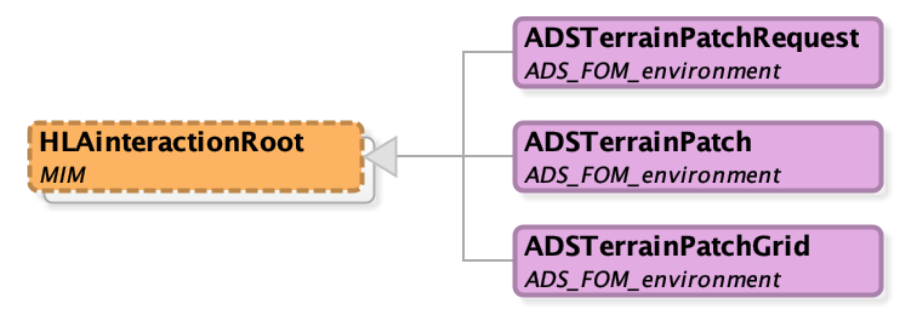 HLAinteractionRoot
MIM
ADSTerrainPatchRequest
ADS_FOM_environment
ADSTerrainPatch
ADS_FOM_environment
ADSTerrainPatchGrid
ADS_FOM_environment